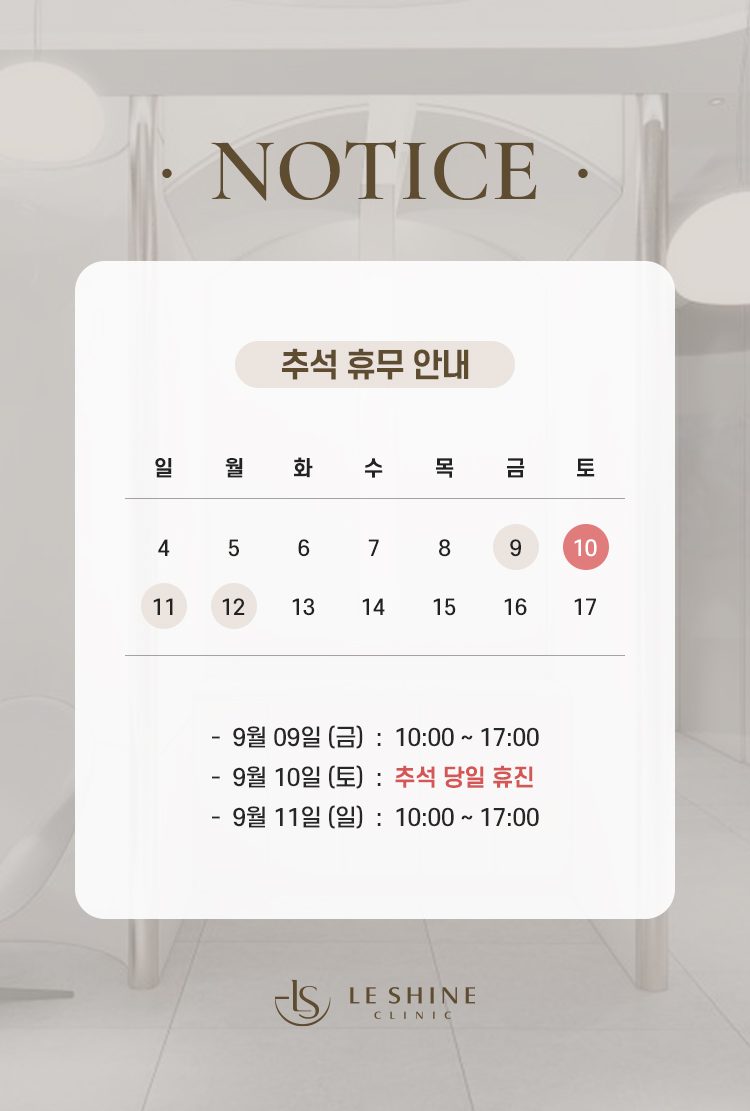 · NOTICE ·
추석 휴무 안내
일 월 화 수 목 금 토
4 5 6 7 8 9 10
11 12 13 14 15 16 17
- 9월 09일 (금) : 10:00 ~ 17:00
- 9월 10일 (토) : 추석 당일 휴진
- 9월 11일 (일) : 10:00 ~ 17:00
LS LE SHINE
CLINIC